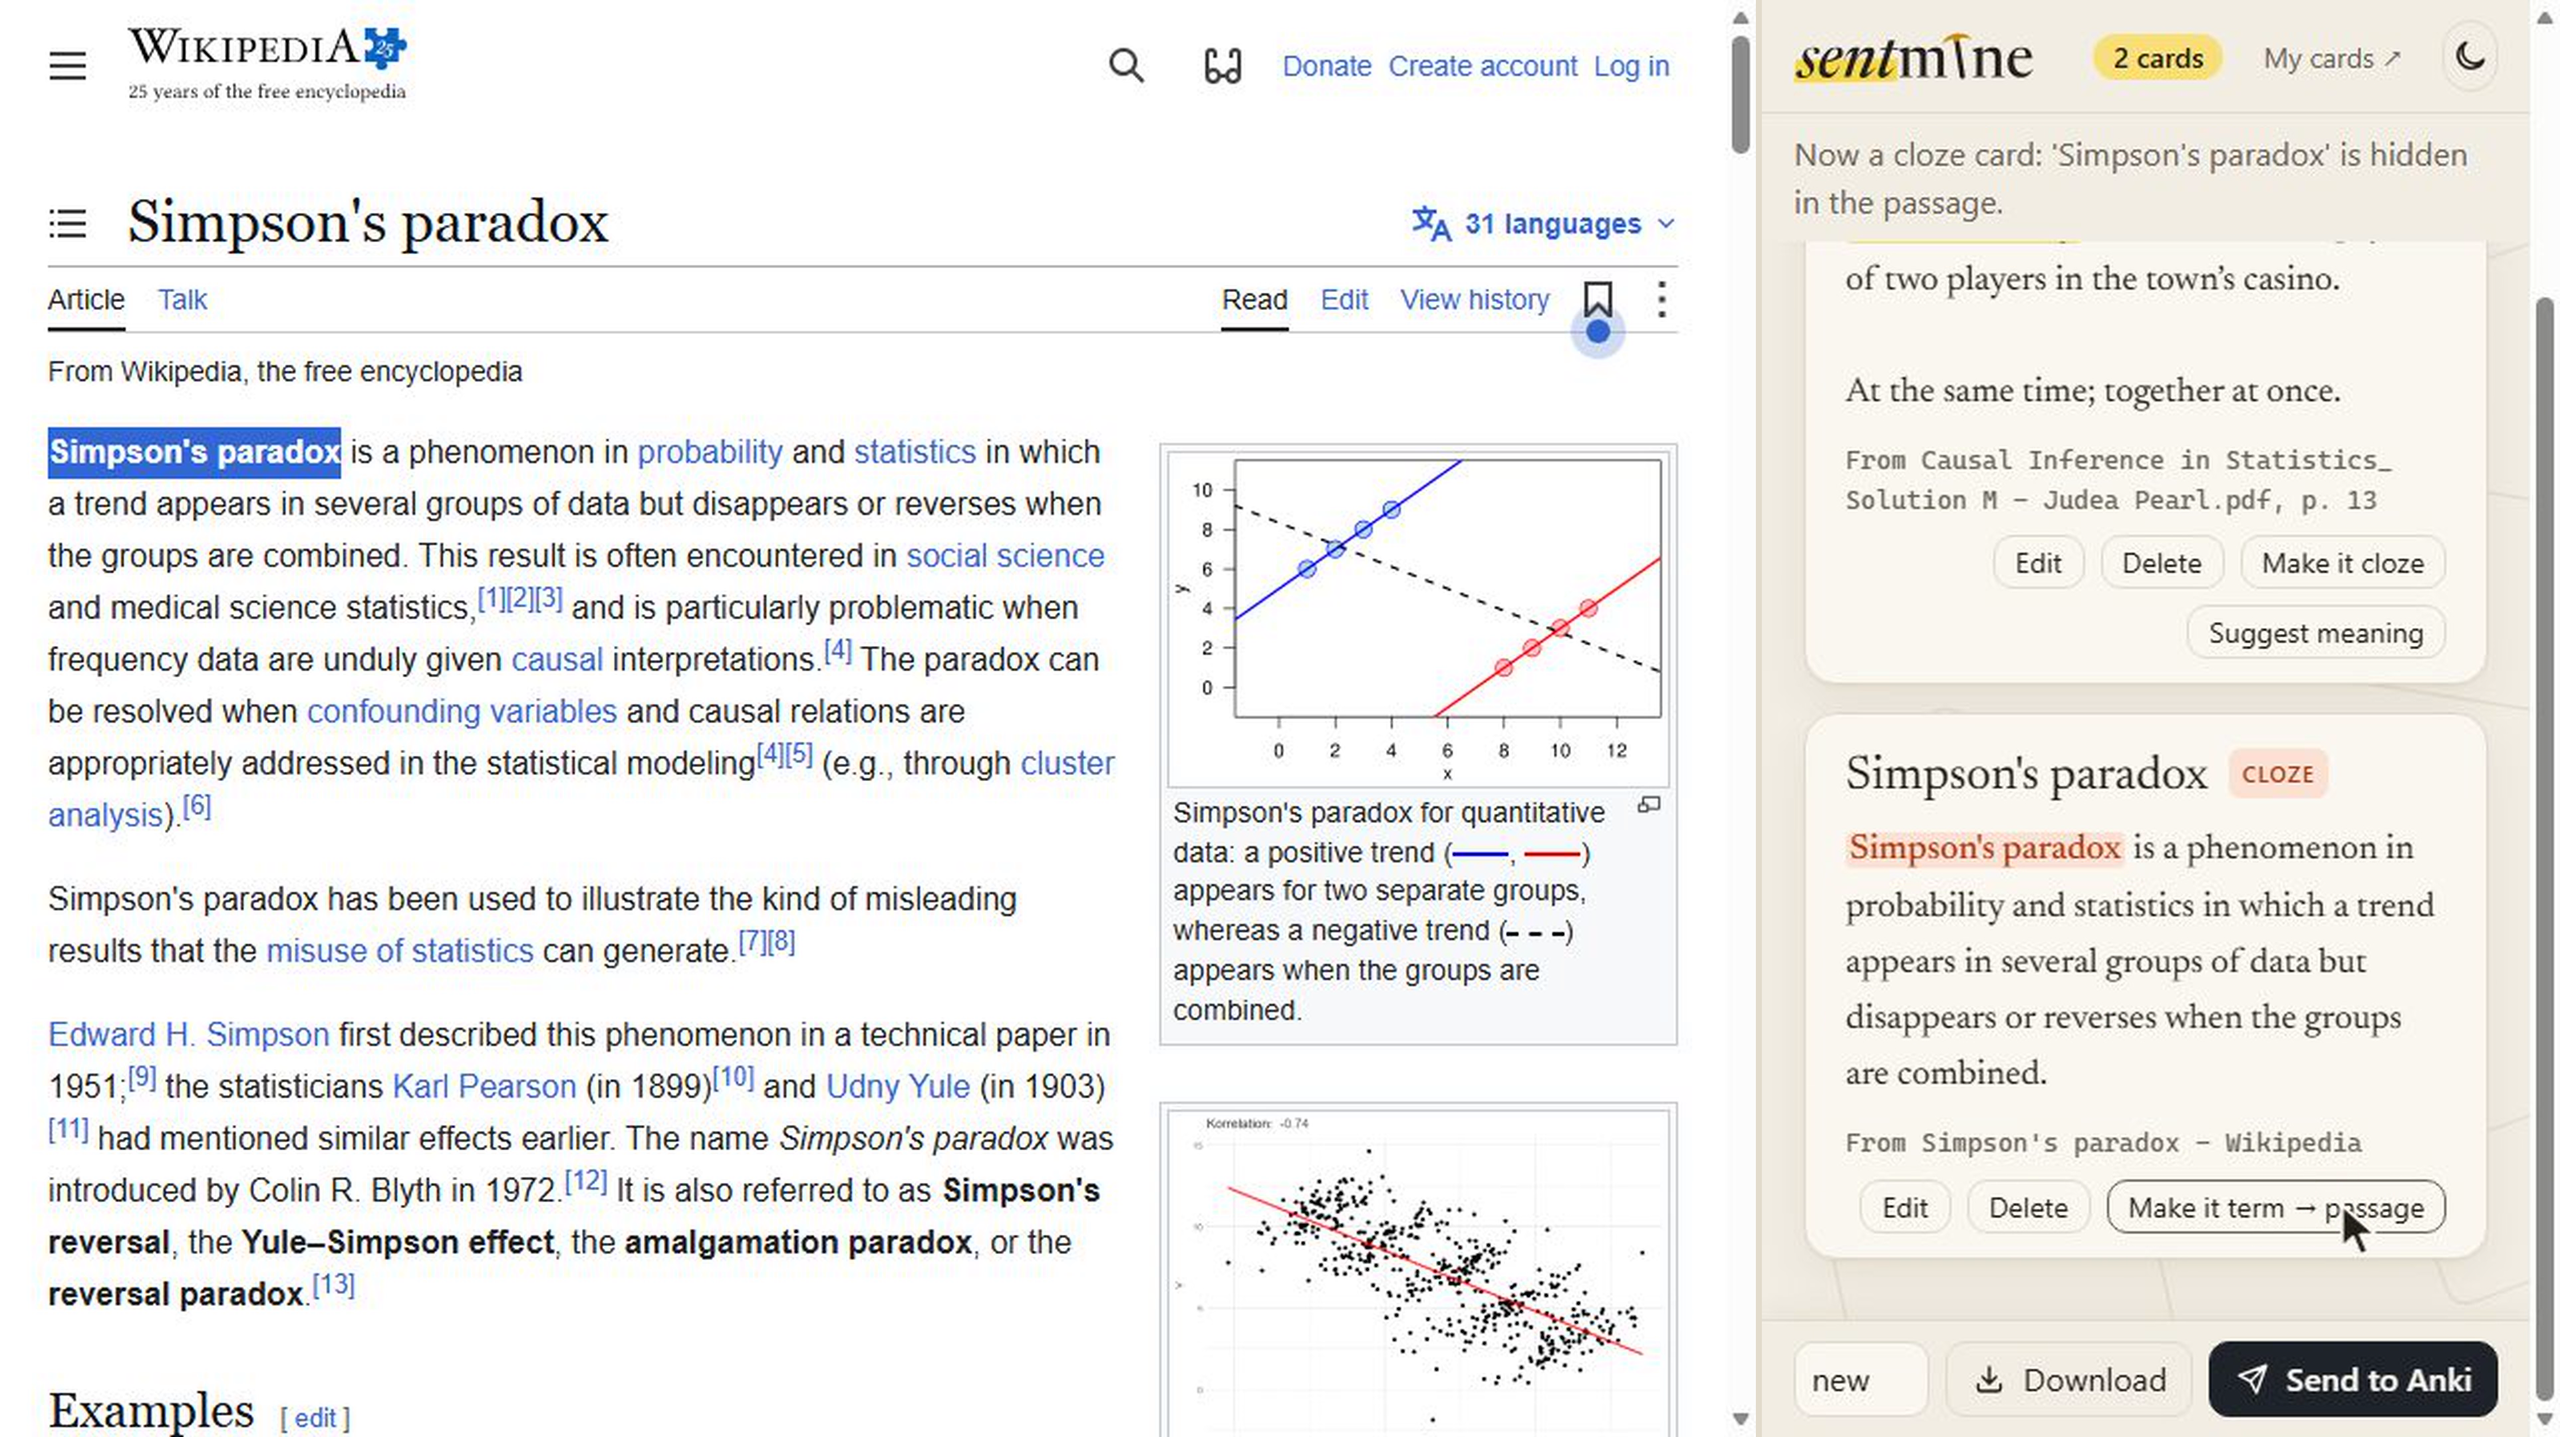 WIKIPEDIA 25
25 years of the free encyclopedia
Donate Create account Log in
Simpson's paradox
31 languages
Article Talk
Read Edit View history
From Wikipedia, the free encyclopedia
Simpson's paradox is a phenomenon in probability and statistics in which
a trend appears in several groups of data but disappears or reverses when
the groups are combined. This result is often encountered in social science
and medical science statistics,[1][2][3] and is particularly problematic when
frequency data are unduly given causal interpretations.[4] The paradox can
be resolved when confounding variables and causal relations are
appropriately addressed in the statistical modeling[4][5] (e.g., through cluster
analysis).[6]
Simpson's paradox has been used to illustrate the kind of misleading
results that the misuse of statistics can generate.[7][8]
Edward H. Simpson first described this phenomenon in a technical paper in
1951;[9] the statisticians Karl Pearson (in 1899)[10] and Udny Yule (in 1903)
[11] had mentioned similar effects earlier. The name Simpson's paradox was
introduced by Colin R. Blyth in 1972.[12] It is also referred to as Simpson's
reversal, the Yule–Simpson effect, the amalgamation paradox, or the
reversal paradox.[13]
Examples [ edit ]
10
8
6
4
2
0
y
0 2 4 6 8 10 12
x
Simpson's paradox for quantitative
data: a positive trend ( , )
appears for two separate groups,
whereas a negative trend ( )
appears when the groups are
combined.
Korrelation: -0.74
sentmine
2 cards
My cards ↗
Now a cloze card: 'Simpson's paradox' is hidden
in the passage.
of two players in the town’s casino.
At the same time; together at once.
From Causal Inference in Statistics_
Solution M – Judea Pearl.pdf, p. 13
Edit Delete Make it cloze
Suggest meaning
Simpson's paradox CLOZE
Simpson's paradox is a phenomenon in
probability and statistics in which a trend
appears in several groups of data but
disappears or reverses when the groups
are combined.
From Simpson's paradox – Wikipedia
Edit Delete Make it term → passage
new Download Send to Anki